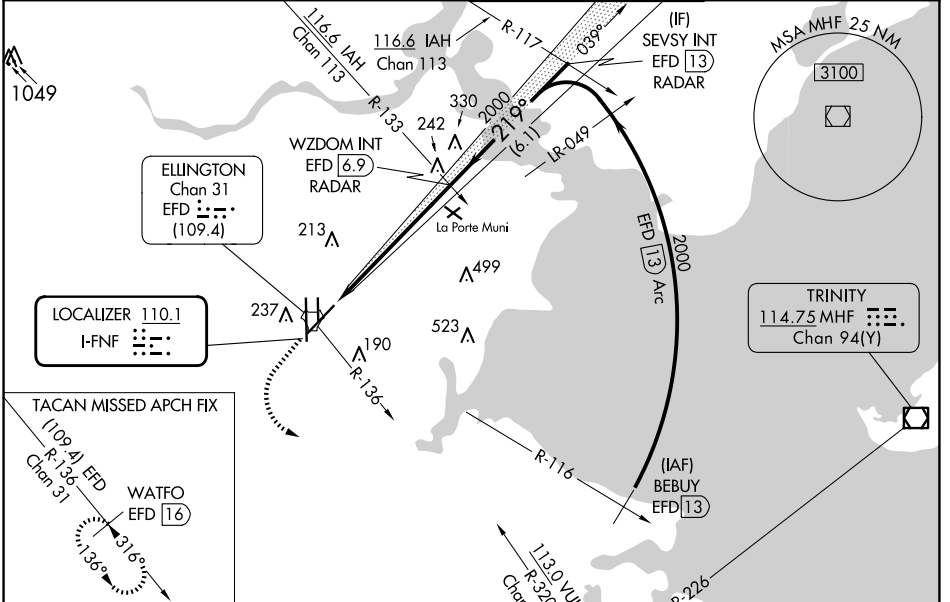 116.6 IAH
Chan 113
R-133
116.6 IAH
Chan 113
R-117
039°
(IF)
SEVSY INT
EFD 13
RADAR
MSA MHF 25 NM
3100
1049
330
242
2000
219°
(6.1)
LR-049
WZDOM INT
EFD 6.9
RADAR
ELLINGTON
Chan 31
EFD
(109.4)
La Porte Muni
213
499
EFD 13 Arc
2000
LOCALIZER 110.1
I-FNF
237
523
190
R-136
TRINITY
114.75 MHF
Chan 94(Y)
TACAN MISSED APCH FIX
(109.4) EFD
R-136
Chan 31
WATFO
EFD 16
136°
316°
R-116
(IAF)
BEBUY
EFD 13
R-320
R-226